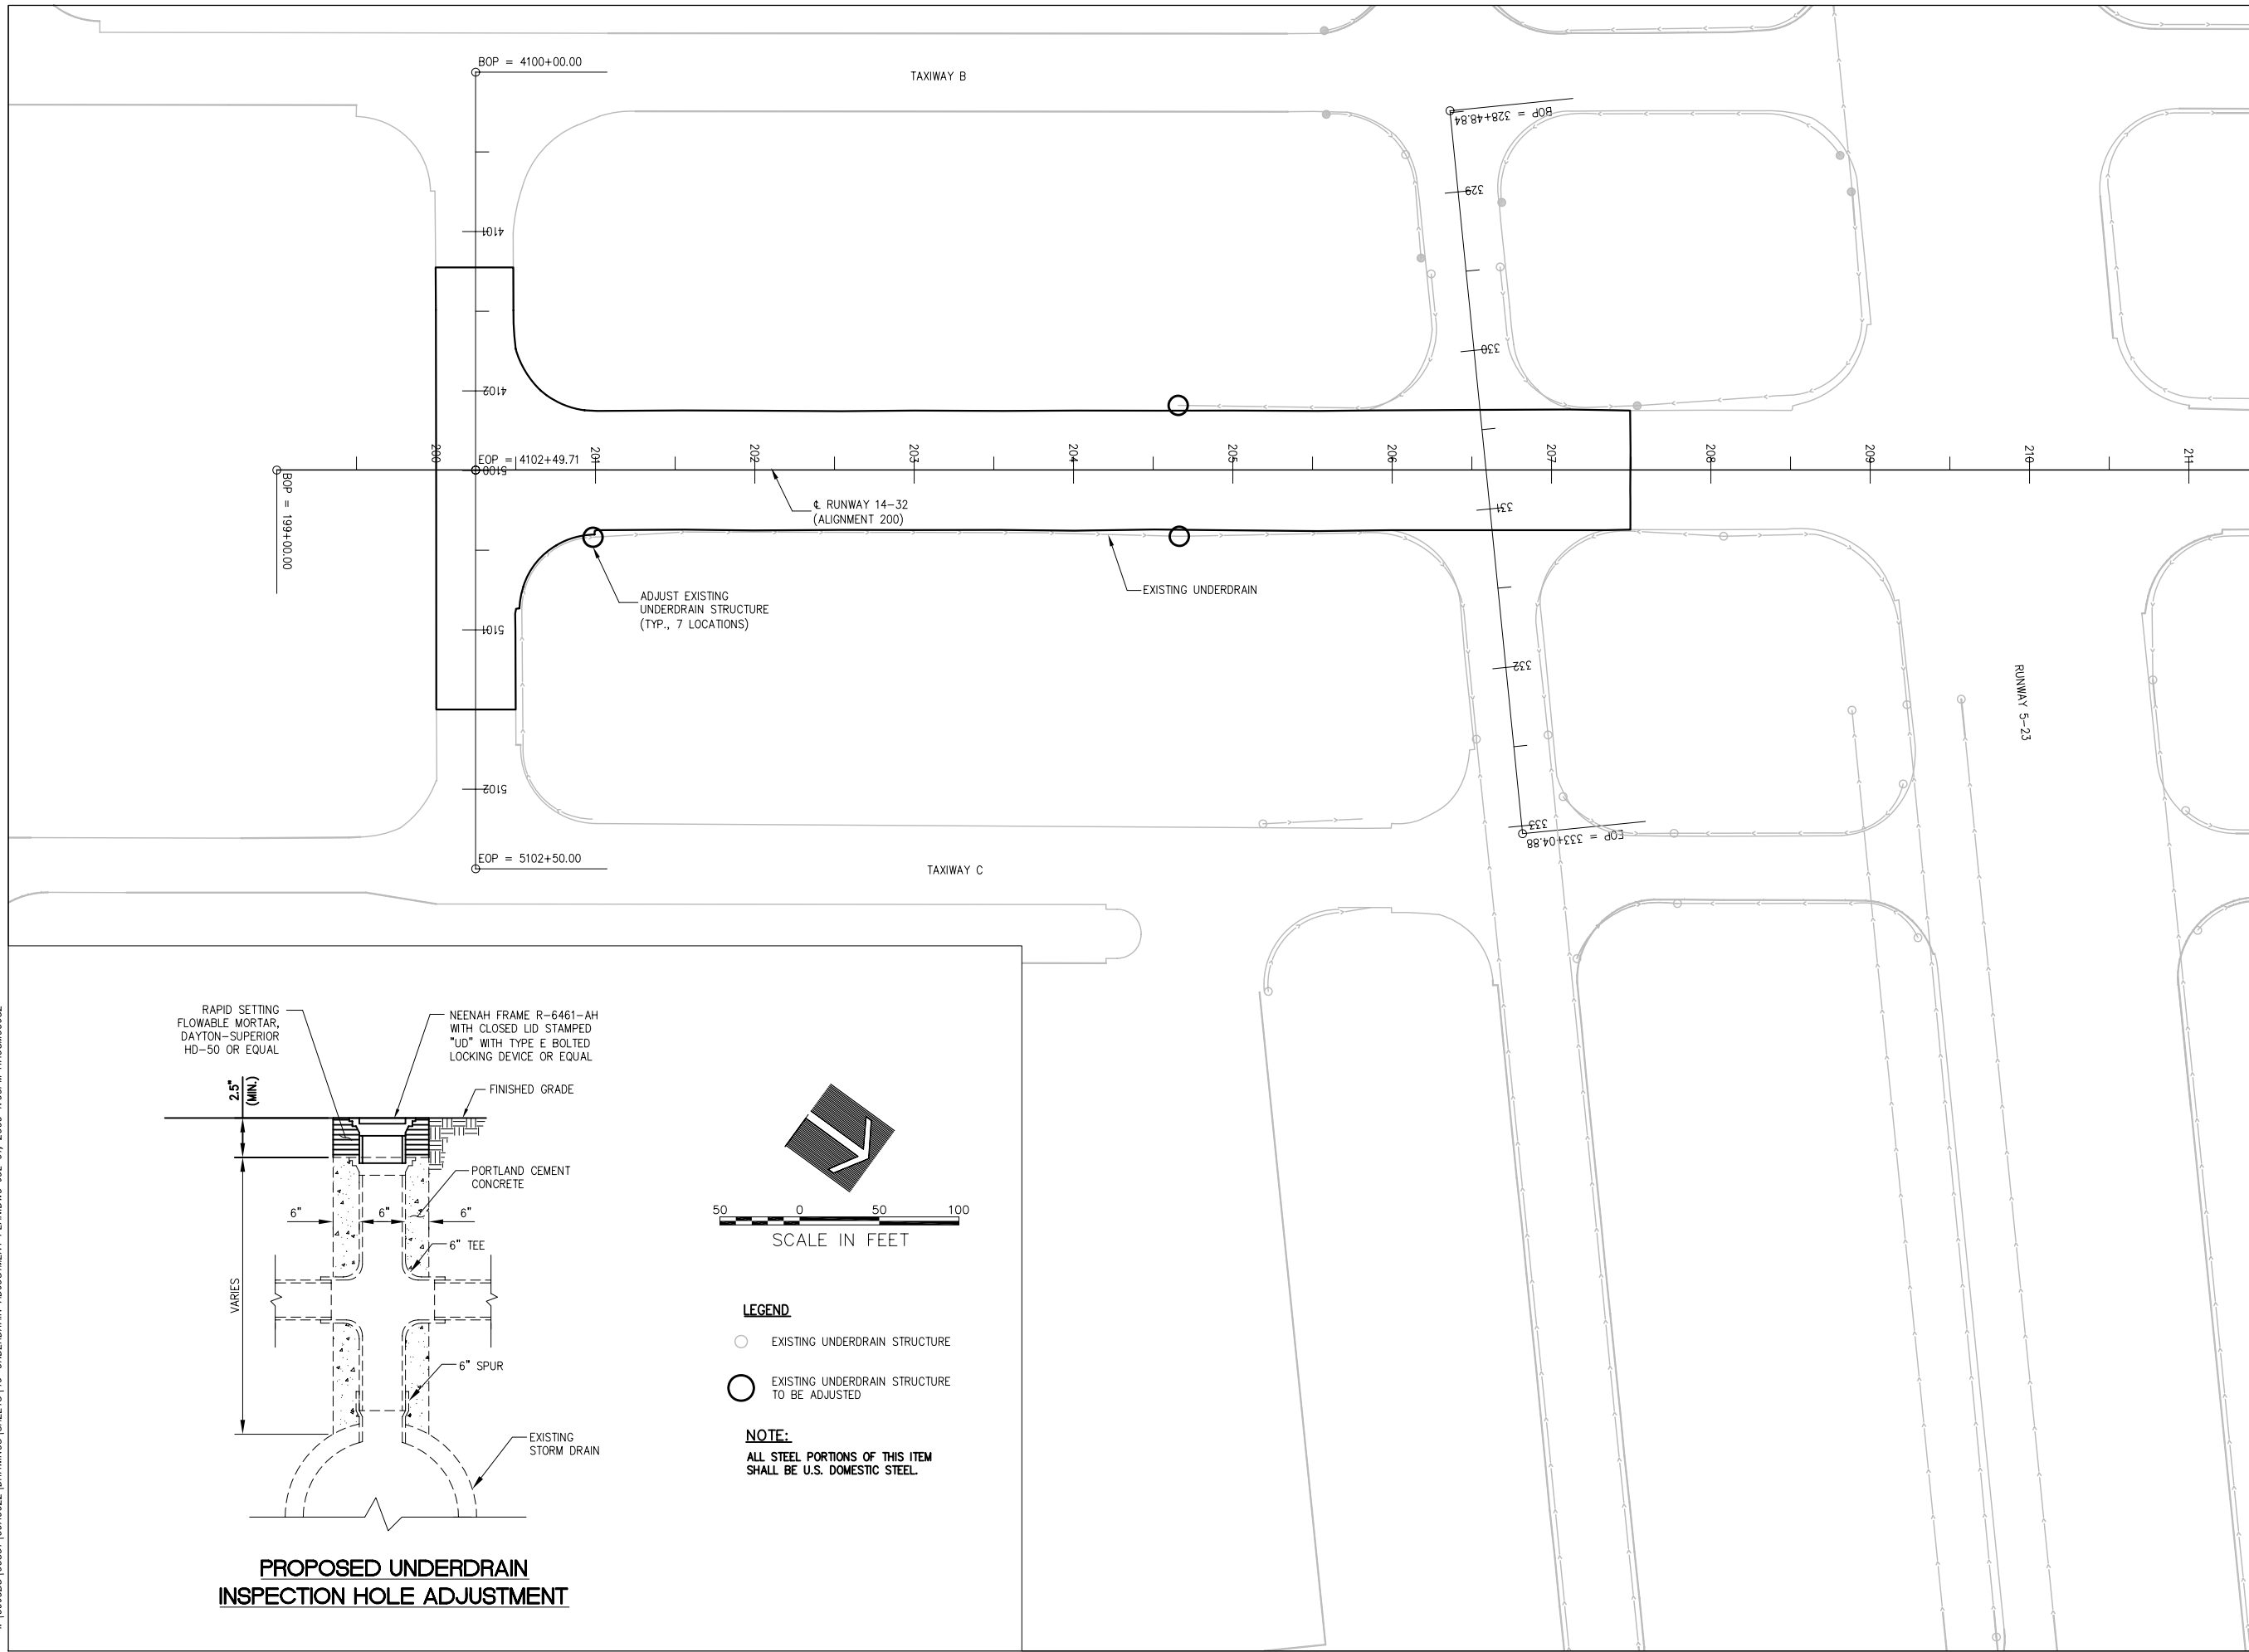 BOP = 4100+00.00
TAXIWAY B
BOP = 328+48.84
329
4101
330
4102
200
201
202
203
204
205
206
207
208
209
210
211
EOP = 4102+49.71
5100
BOP = 199+00.00
℄ RUNWAY 14-32
(ALIGNMENT 200)
331
ADJUST EXISTING
UNDERDRAIN STRUCTURE
(TYP., 7 LOCATIONS)
EXISTING UNDERDRAIN
5101
332
RUNWAY 5-23
5102
333
EOP = 333+04.88
EOP = 5102+50.00
TAXIWAY C
RAPID SETTING
FLOWABLE MORTAR,
DAYTON-SUPERIOR
HD-50 OR EQUAL
NEENAH FRAME R-6461-AH
WITH CLOSED LID STAMPED
"UD" WITH TYPE E BOLTED
LOCKING DEVICE OR EQUAL
2.5"
(MIN.)
FINISHED GRADE
PORTLAND CEMENT
CONCRETE
6"
6"
6"
6" TEE
VARIES
6" SPUR
EXISTING
STORM DRAIN
PROPOSED UNDERDRAIN
INSPECTION HOLE ADJUSTMENT
50 0 50 100
SCALE IN FEET
LEGEND
EXISTING UNDERDRAIN STRUCTURE
EXISTING UNDERDRAIN STRUCTURE
TO BE ADJUSTED
NOTE:
ALL STEEL PORTIONS OF THIS ITEM
SHALL BE U.S. DOMESTIC STEEL.